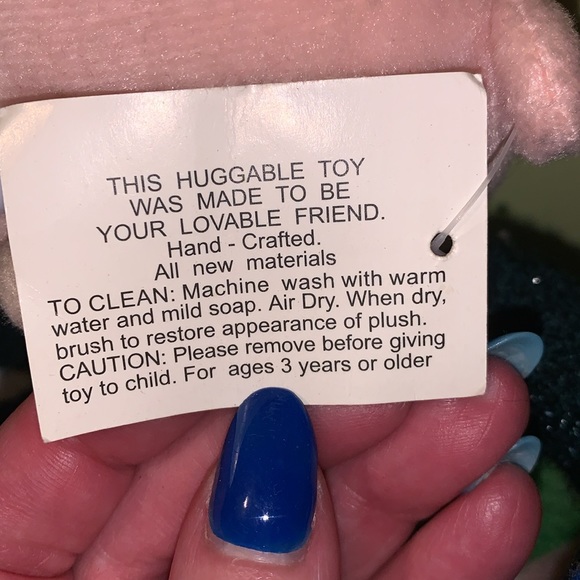 THIS HUGGABLE TOY
WAS MADE TO BE
YOUR LOVABLE FRIEND.
Hand - Crafted.
All new materials
TO CLEAN: Machine wash with warm
water and mild soap. Air Dry. When dry,
brush to restore appearance of plush.
CAUTION: Please remove before giving
toy to child. For ages 3 years or older